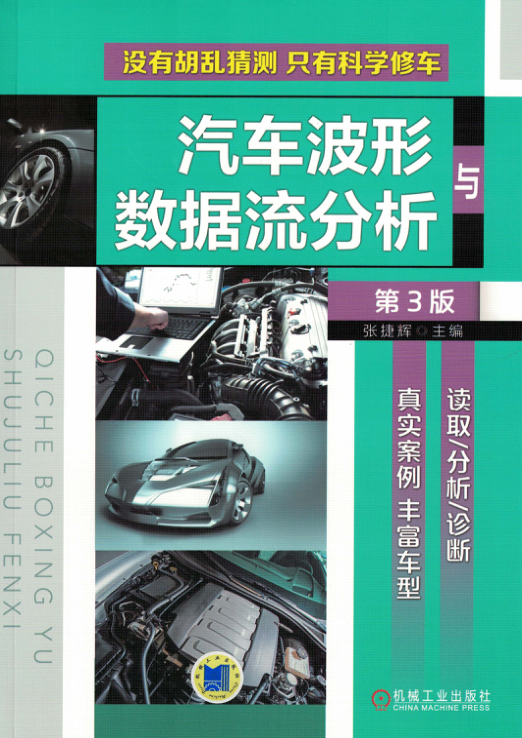 没有胡乱猜测 只有科学修车
汽车波形
与
数据流分析
第3版
张捷辉 主编
读取/分析/诊断
真实案例 丰富车型
QICHE BOXING YU
SHUJULIU FENXI
机械工业出版社
CHINA MACHINE PRESS